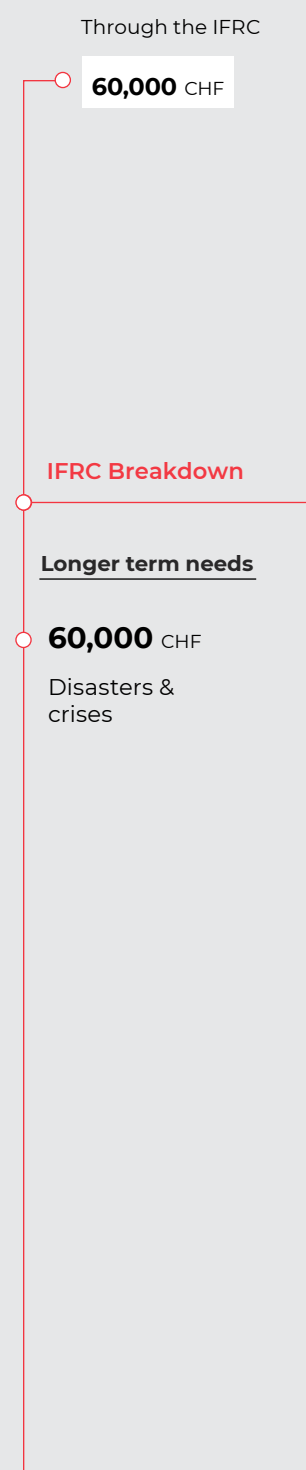 Through the IFRC
60,000 CHF
IFRC Breakdown
Longer term needs
60,000 CHF
Disasters &
crises